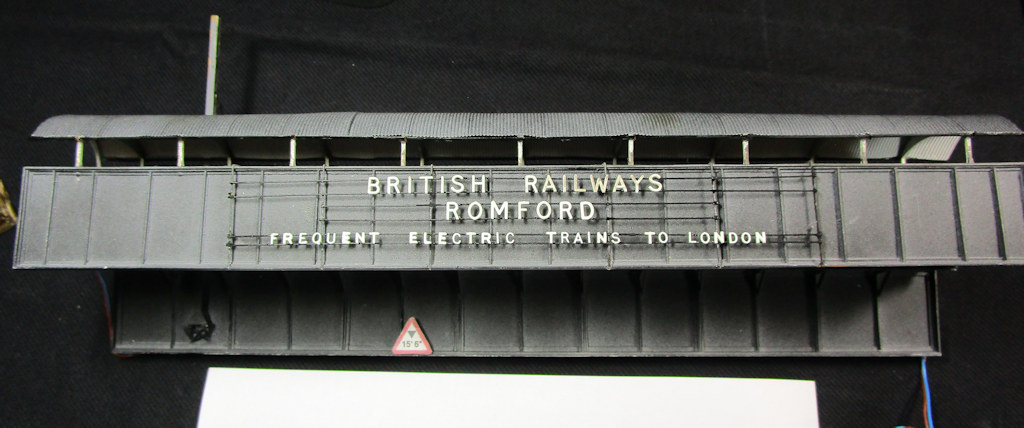 BRITISH RAILWAYS
ROMFORD
FREQUENT ELECTRIC TRAINS TO LONDON
15'6"